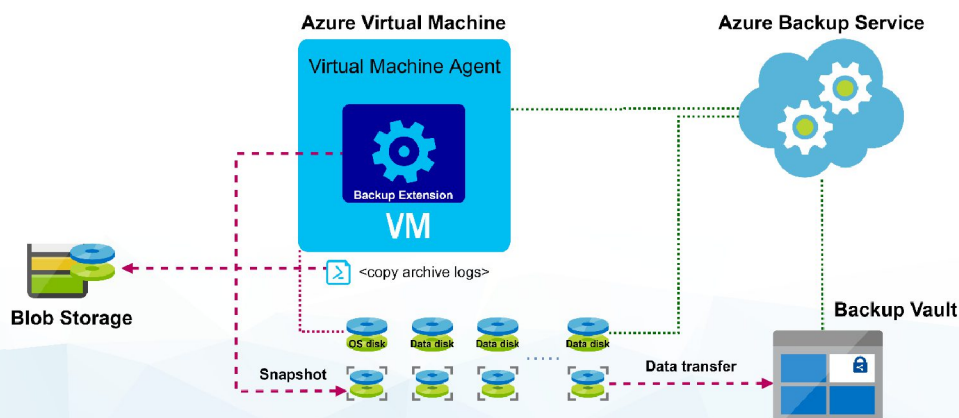 Azure Virtual Machine
Azure Backup Service
Virtual Machine Agent
Backup Extension
VM
<copy archive logs>
Blob Storage
Backup Vault
OS disk
Data disk
Data disk
Data disk
Snapshot
Data transfer